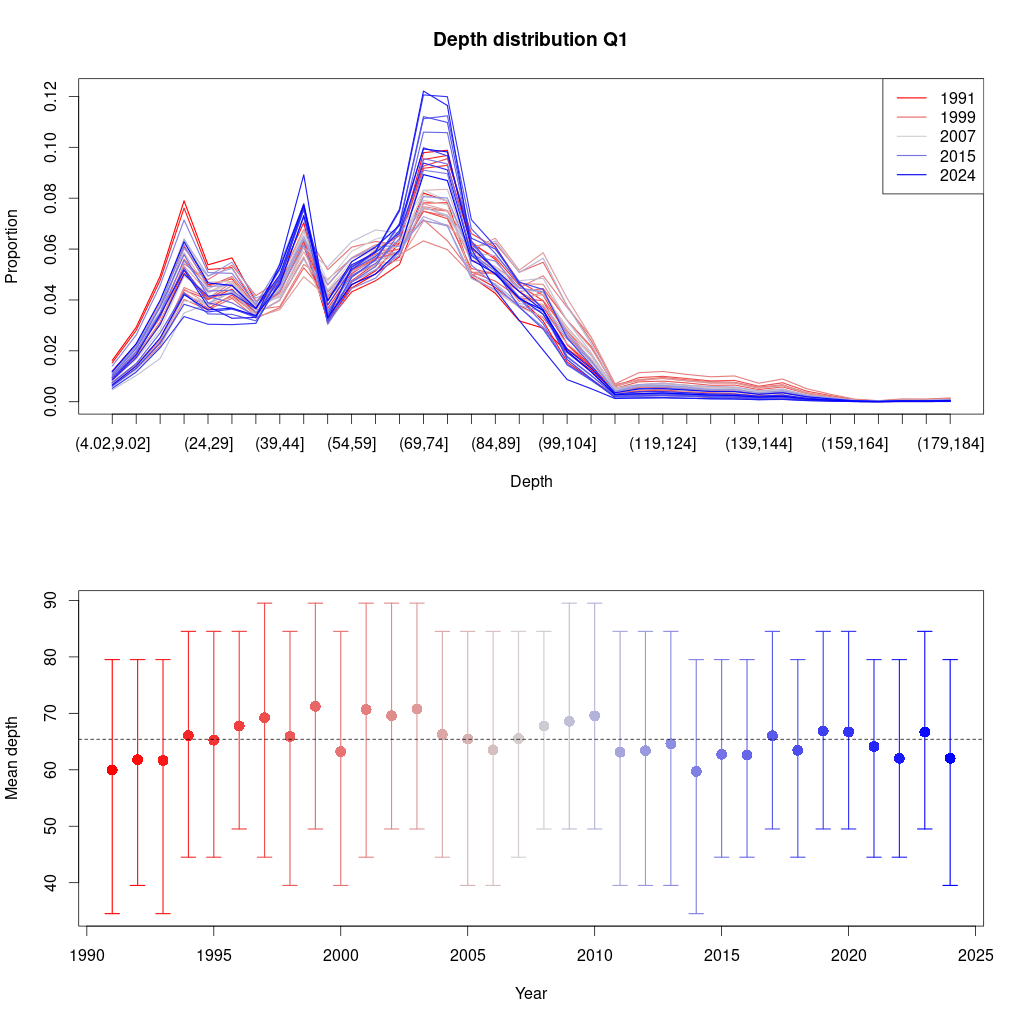 Depth distribution Q1
Proportion
0.12
0.10
0.08
0.06
0.04
0.02
0.00
1991
1999
2007
2015
2024
(4.02,9.02] (24,29] (39,44] (54,59] (69,74] (84,89] (99,104] (119,124] (139,144] (159,164] (179,184]
Depth
Mean depth
90
80
70
60
50
40
1990 1995 2000 2005 2010 2015 2020 2025
Year